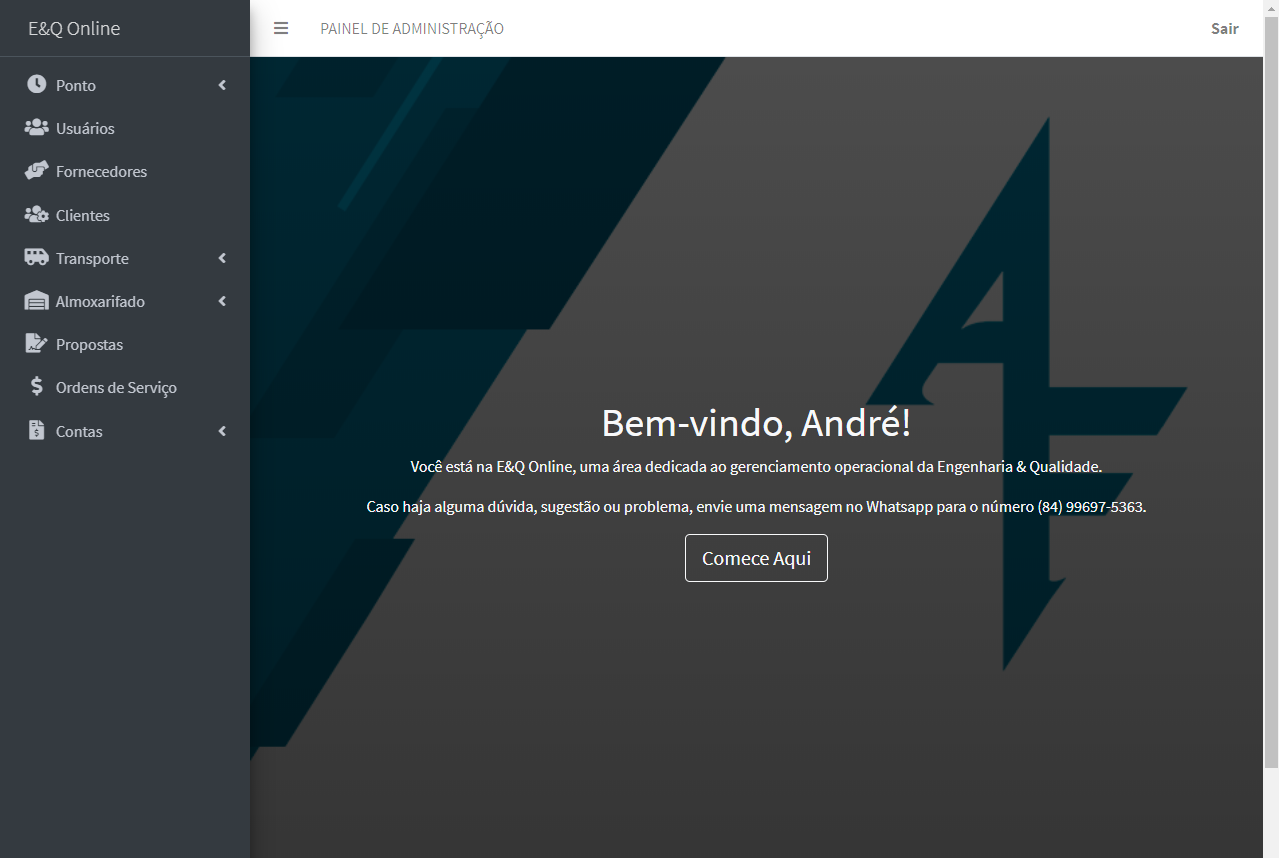 E&Q Online
PAINEL DE ADMINISTRAÇÃO
Sair
Ponto
Usuários
Fornecedores
Clientes
Transporte
Almoxarifado
Propostas
Ordens de Serviço
Contas
Bem-vindo, André!
Você está na E&Q Online, uma área dedicada ao gerenciamento operacional da Engenharia & Qualidade.
Caso haja alguma dúvida, sugestão ou problema, envie uma mensagem no Whatsapp para o número (84) 99697-5363.
Comece Aqui